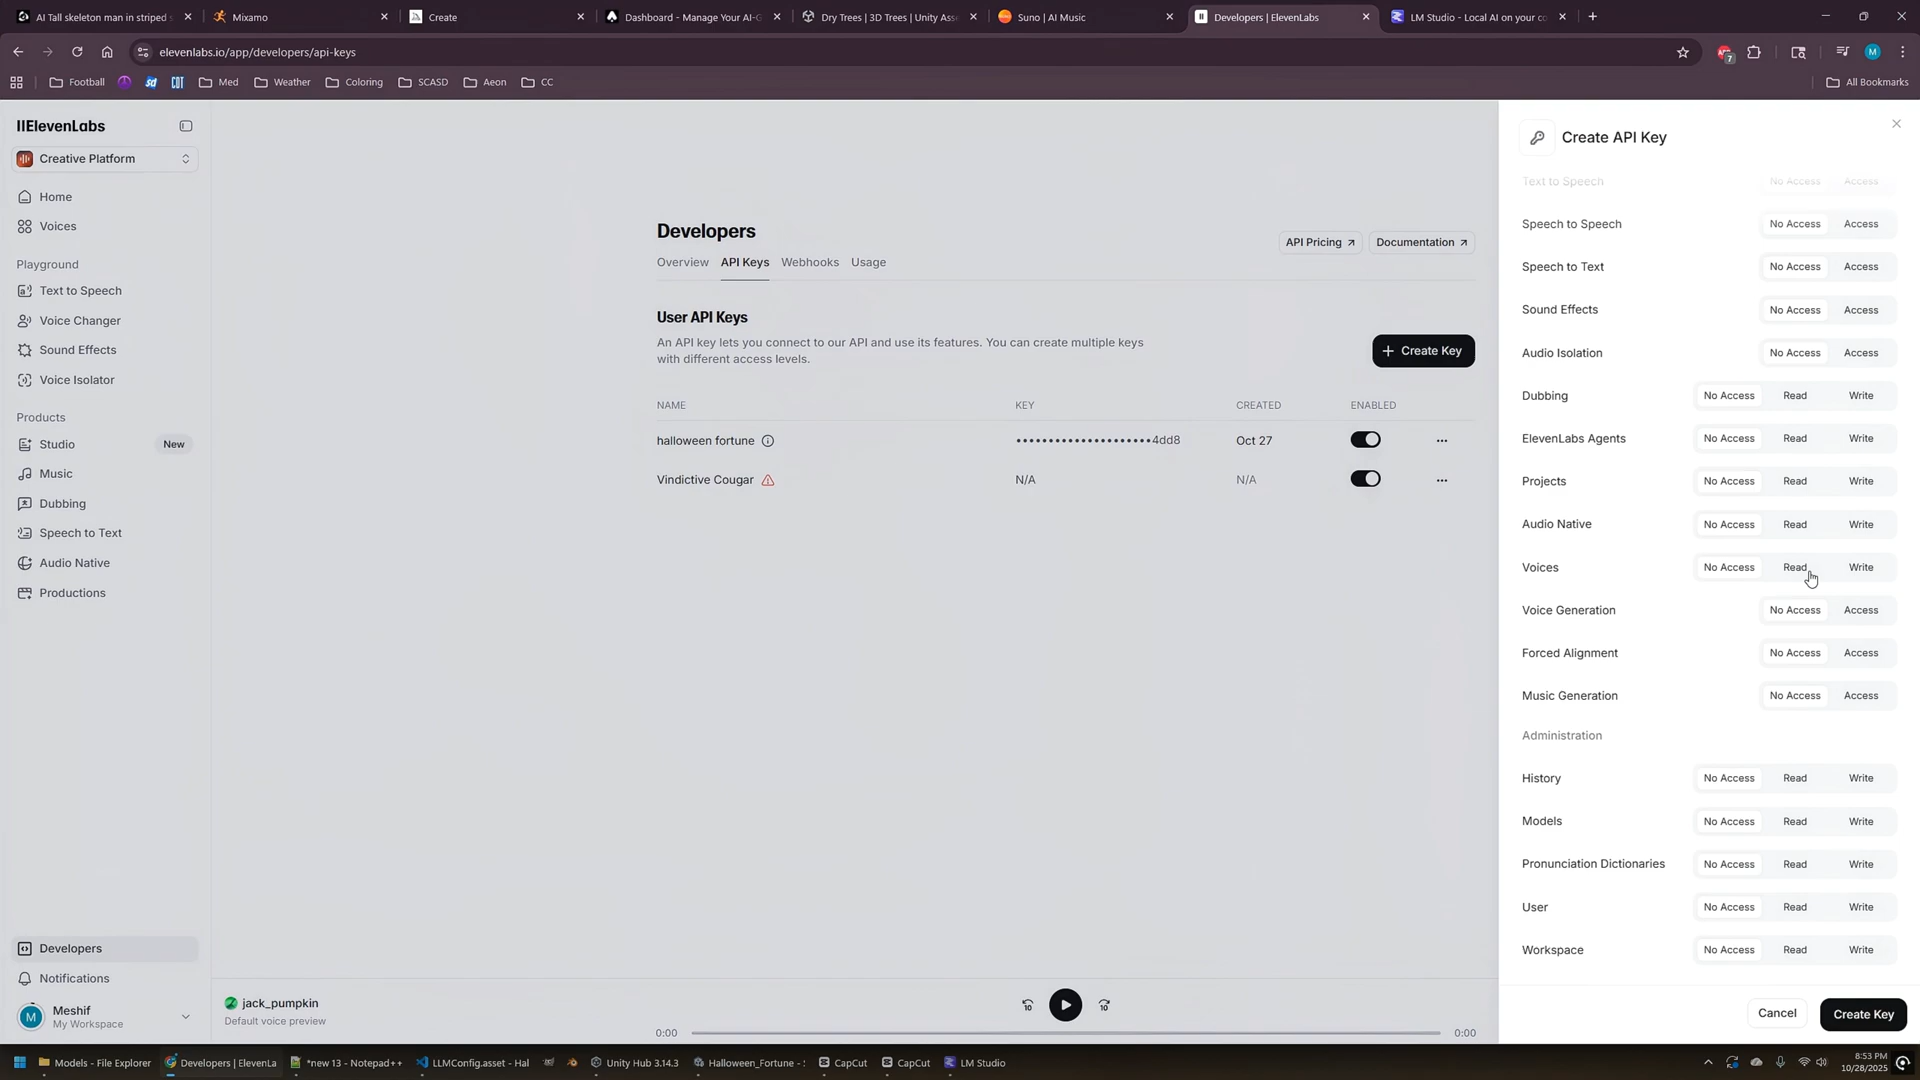 AI Tall skeleton man in striped s
Mixamo
Create
Dashboard - Manage Your AI-G
Dry Trees | 3D Trees | Unity Ass
Suno | AI Music
Developers | ElevenLabs
LM Studio - Local AI on your co
elevenlabs.io/app/developers/api-keys
7
M
Football
sd
CDT
Med
Weather
Coloring
SCASD
Aeon
CC
All Bookmarks
IIElevenLabs
Creative Platform
Home
Voices
Playground
Text to Speech
Voice Changer
Sound Effects
Voice Isolator
Products
Studio New
Music
Dubbing
Speech to Text
Audio Native
Productions
Developers
Notifications
M
Meshif
My Workspace
Developers
API Pricing
Documentation
Overview API Keys Webhooks Usage
User API Keys
An API key lets you connect to our API and use its features. You can create multiple keys
with different access levels.
+ Create Key
NAME KEY CREATED ENABLED
halloween fortune ••••••••••••••••••••4dd8 Oct 27 ...
Vindictive Cougar N/A N/A ...
jack_pumpkin
Default voice preview
10 10
0:00 0:00
Create API Key
Text to Speech No Access Access
Speech to Speech No Access Access
Speech to Text No Access Access
Sound Effects No Access Access
Audio Isolation No Access Access
Dubbing No Access Read Write
ElevenLabs Agents No Access Read Write
Projects No Access Read Write
Audio Native No Access Read Write
Voices No Access Read Write
Voice Generation No Access Access
Forced Alignment No Access Access
Music Generation No Access Access
Administration
History No Access Read Write
Models No Access Read Write
Pronunciation Dictionaries No Access Read Write
User No Access Read Write
Workspace No Access Read Write
Cancel
Create Key
Models - File Explorer
Developers | ElevenLa
*new 13 - Notepad++
LLMConfig.asset - Hal
Unity Hub 3.14.3
Halloween_Fortune - S
CapCut
CapCut
LM Studio
8:53 PM
10/28/2025